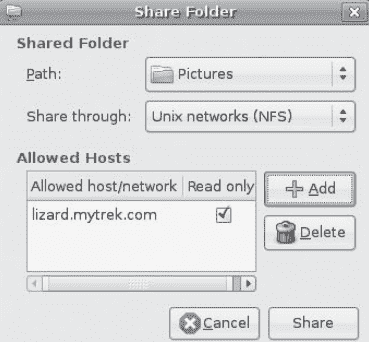 Share Folder
Shared Folder
Path: Pictures
Share through: Unix networks (NFS)
Allowed Hosts
Allowed host/network Read only
Add
lizard.mytrek.com
Delete
Cancel Share